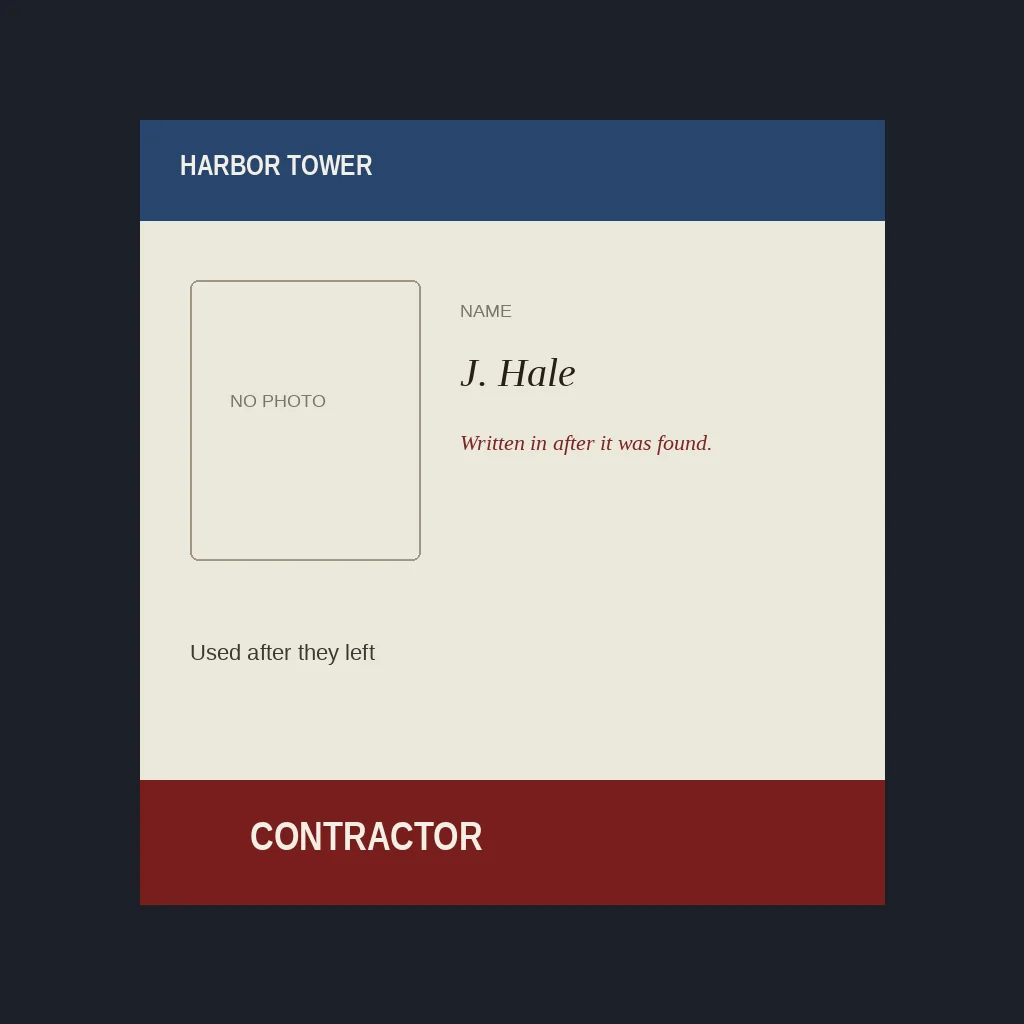 HARBOR TOWER
NO PHOTO
NAME
J. Hale
Written in after it was found.
Used after they left
CONTRACTOR